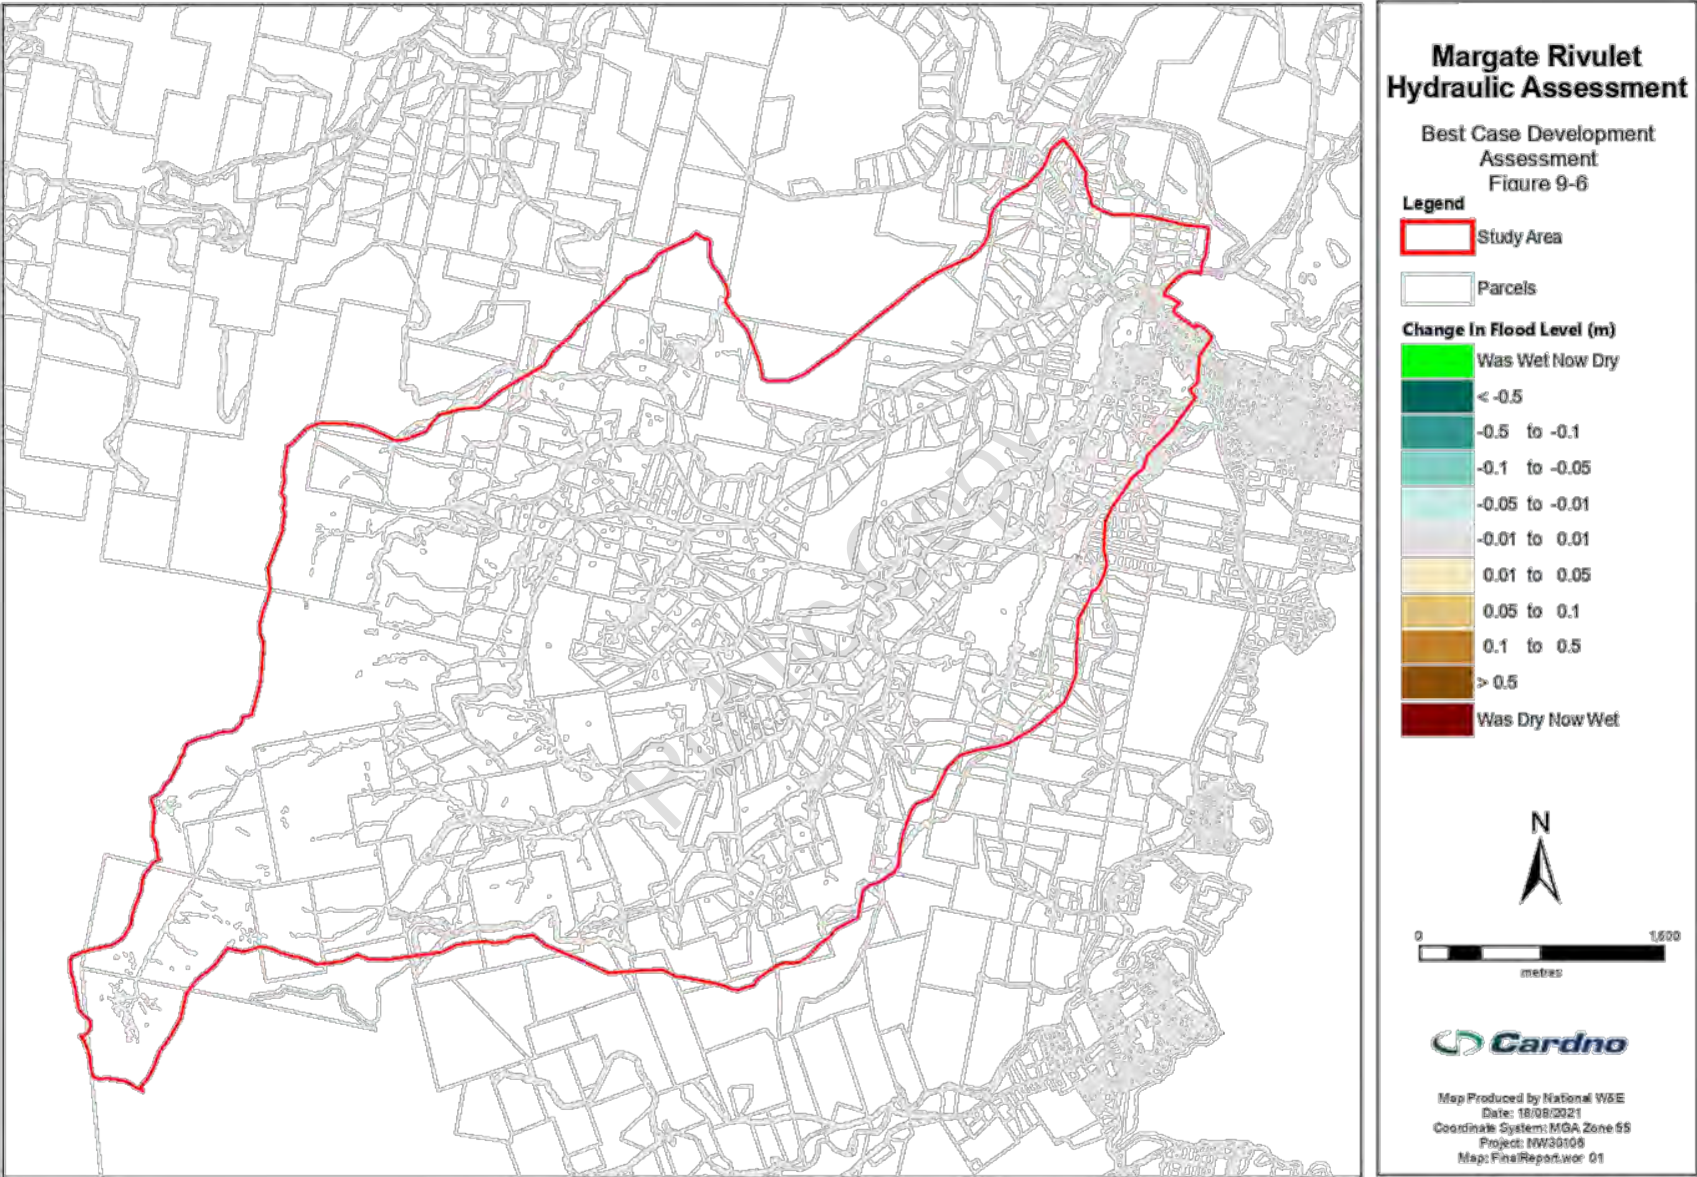 Margate Rivulet
Hydraulic Assessment
Best Case Development
Assessment
Figure 9-6
Legend
Study Area
Parcels
Change In Flood Level (m)
Was Wet Now Dry
< -0.5
-0.5 to -0.1
-0.1 to -0.05
-0.05 to -0.01
-0.01 to 0.01
0.01 to 0.05
0.05 to 0.1
0.1 to 0.5
> 0.5
Was Dry Now Wet
N
0 1,600
metres
Cardno
Map Produced by National W&E
Date: 18/08/2021
Coordinate System: MGA Zone 55
Project: NW30106
Map: FinalReport.wor 01
Public Copy